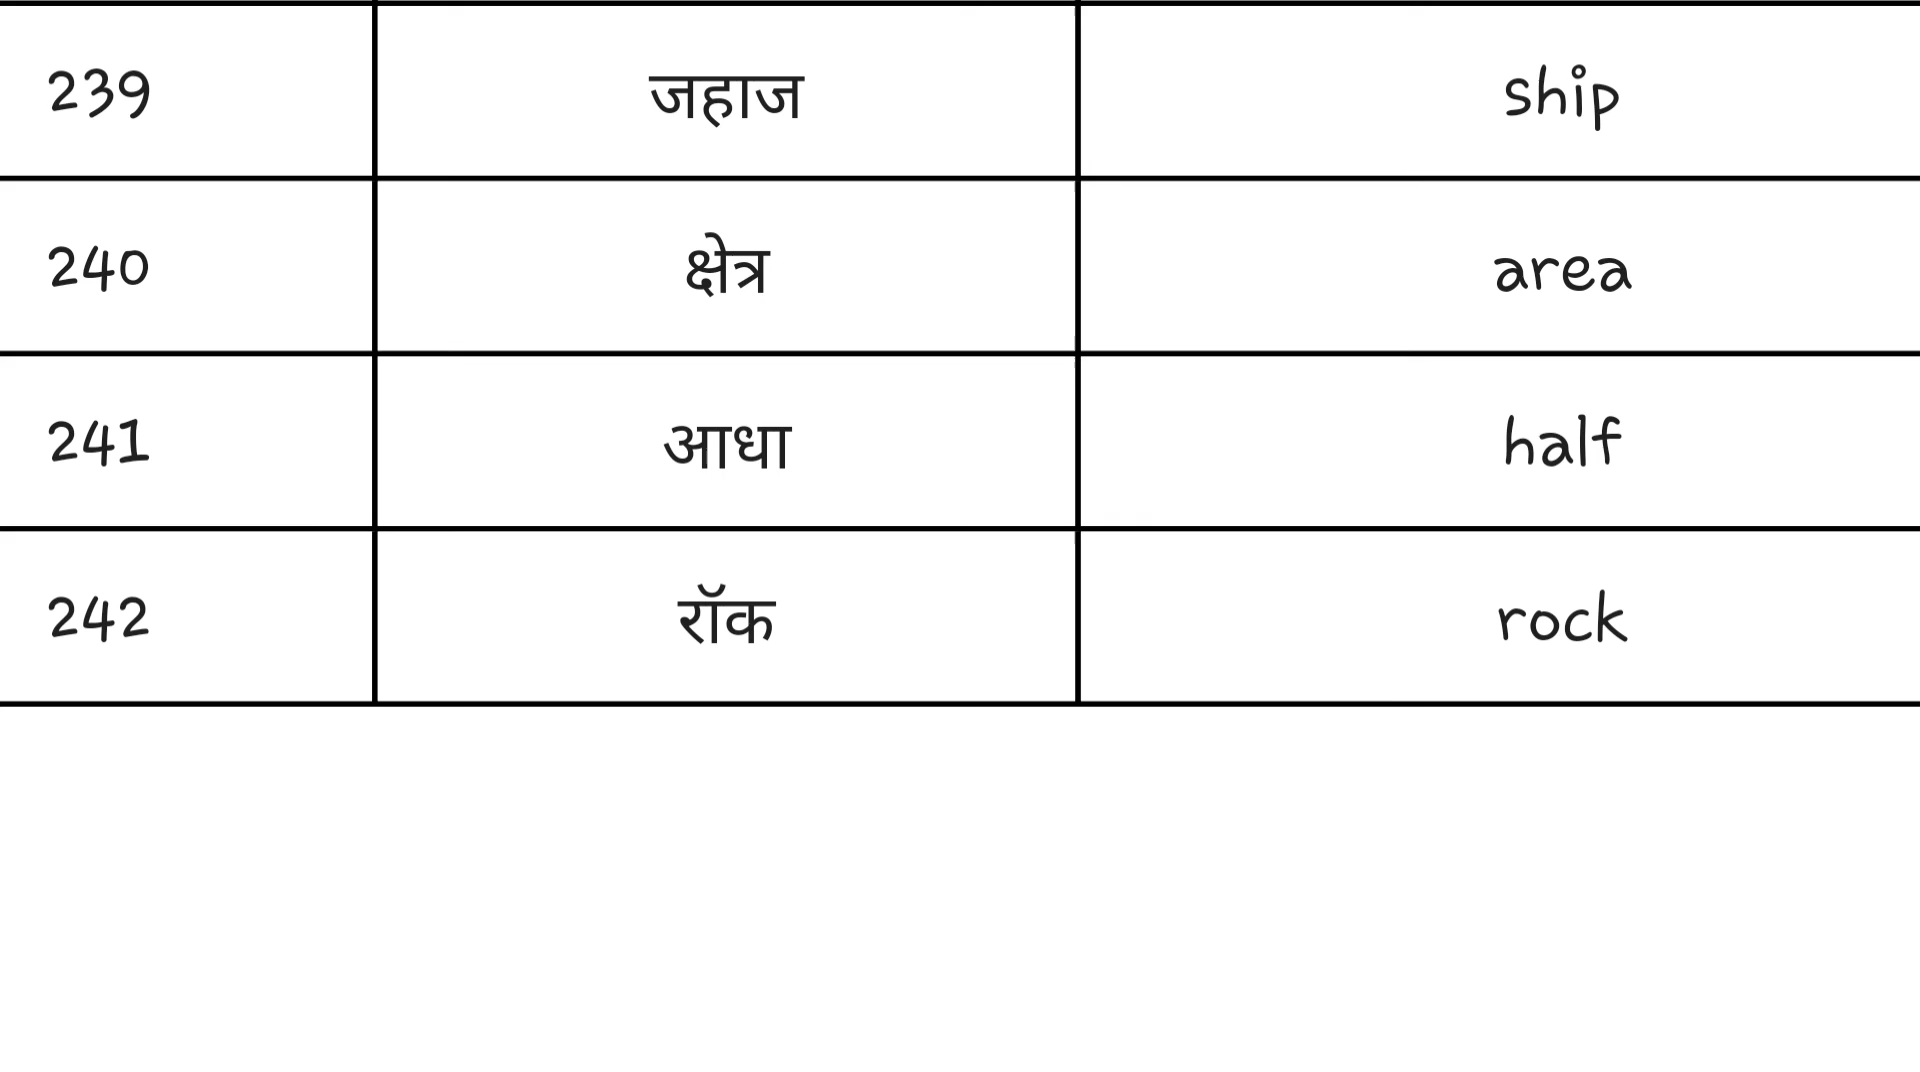 239 जहाज ship
240 क्षेत्र area
241 आधा half
242 रॉक rock